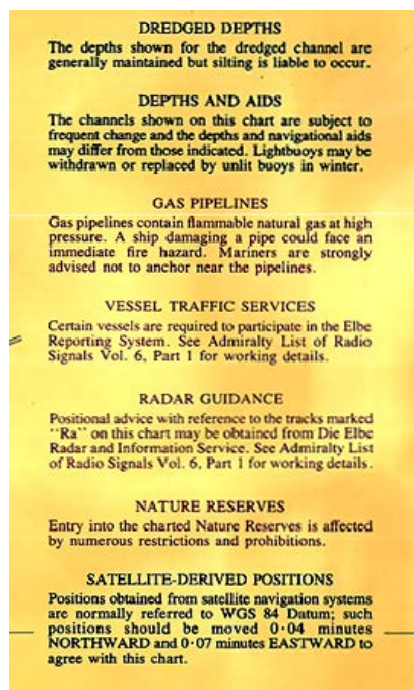 DREDGED DEPTHS
The depths shown for the dredged channel are
generally maintained but silting is liable to occur.
DEPTHS AND AIDS
The channels shown on this chart are subject to
frequent change and the depths and navigational aids
may differ from those indicated. Lightbuoys may be
withdrawn or replaced by unlit buoys in winter.
GAS PIPELINES
Gas pipelines contain flammable natural gas at high
pressure. A ship damaging a pipe could face an
immediate fire hazard. Mariners are strongly
advised not to anchor near the pipelines.
VESSEL TRAFFIC SERVICES
Certain vessels are required to participate in the Elbe
Reporting System. See Admiralty List of Radio
Signals Vol. 6, Part 1 for working details.
RADAR GUIDANCE
Positional advice with reference to the tracks marked
"Ra" on this chart may be obtained from Die Elbe
Radar and Information Service. See Admiralty List
of Radio Signals Vol. 6, Part 1 for working details.
NATURE RESERVES
Entry into the charted Nature Reserves is affected
by numerous restrictions and prohibitions.
SATELLITE-DERIVED POSITIONS
Positions obtained from satellite navigation systems
are normally referred to WGS 84 Datum; such
positions should be moved 0·04 minutes
NORTHWARD and 0·07 minutes EASTWARD to
agree with this chart.